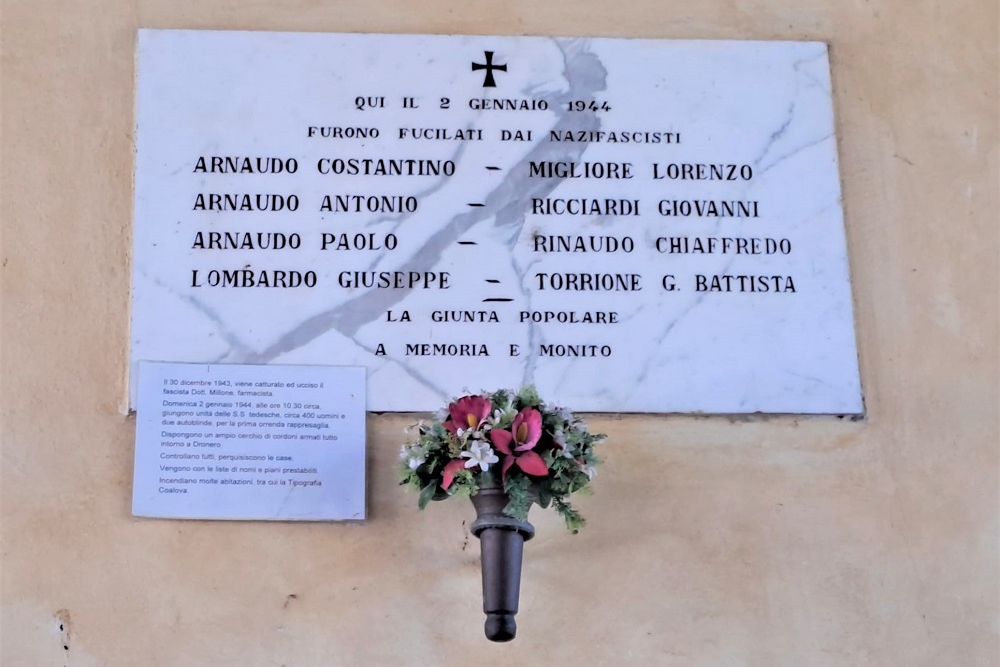 QUI IL 2 GENNAIO 1944
FURONO FUCILATI DAI NAZIFASCISTI
ARNAUDO COSTANTINO – MIGLIORE LORENZO
ARNAUDO ANTONIO – RICCIARDI GIOVANNI
ARNAUDO PAOLO – RINAUDO CHIAFFREDO
LOMBARDO GIUSEPPE – TORRIONE G. BATTISTA
LA GIUNTA POPOLARE
A MEMORIA E MONITO
Il 30 dicembre 1943, viene catturato ed ucciso il
fascista Dott. Millone, farmacista.
Domenica 2 gennaio 1944, alle ore 10.30 circa,
giungono unità delle S.S. tedesche, circa 400 uomini e
due autoblinde, per la prima orrenda rappresaglia.
Dispongono un ampio cerchio di cordoni armati tutto
intorno a Dronero.
Controllano tutti, perquisiscono le case.
Vengono con le liste di nomi e piani prestabiliti.
Incendiano molte abitazioni, tra cui la Tipografia
Coalova.